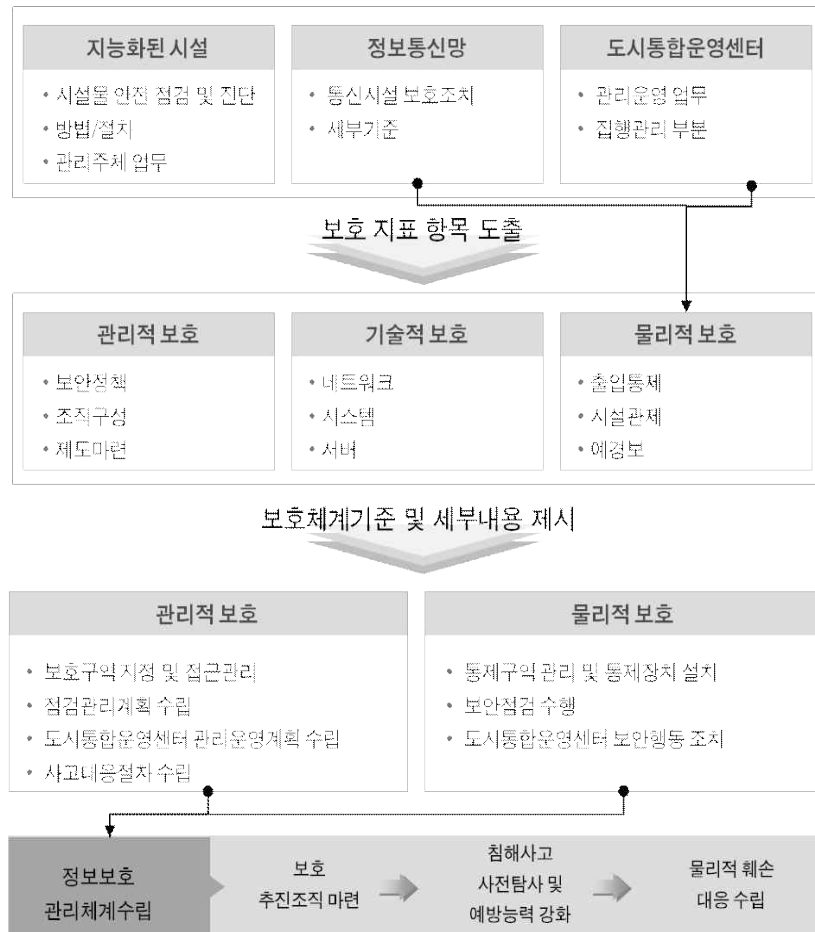 지능화된 시설
• 시설물 안전 점검 및 진단
• 방법/절차
• 관리주체 업무
정보통신망
• 통신시설 보호조치
• 세부기준
도시통합운영센터
• 관리운영 업무
• 집행관리 부분
보호 지표 항목 도출
관리적 보호
• 보안정책
• 조직구성
• 제도마련
기술적 보호
• 네트워크
• 시스템
• 서버
물리적 보호
• 출입통제
• 시설관제
• 예경보
보호체계기준 및 세부내용 제시
관리적 보호
• 보호구역 지정 및 접근관리
• 점검관리계획 수립
• 도시통합운영센터 관리운영계획 수립
• 사고대응절차 수립
물리적 보호
• 통제구역 관리 및 통제장치 설치
• 보안점검 수행
• 도시통합운영센터 보안행동 조치
정보보호
관리체계수립
보호
추진조직 마련
침해사고
사전탐사 및
예방능력 강화
물리적 훼손
대응 수립